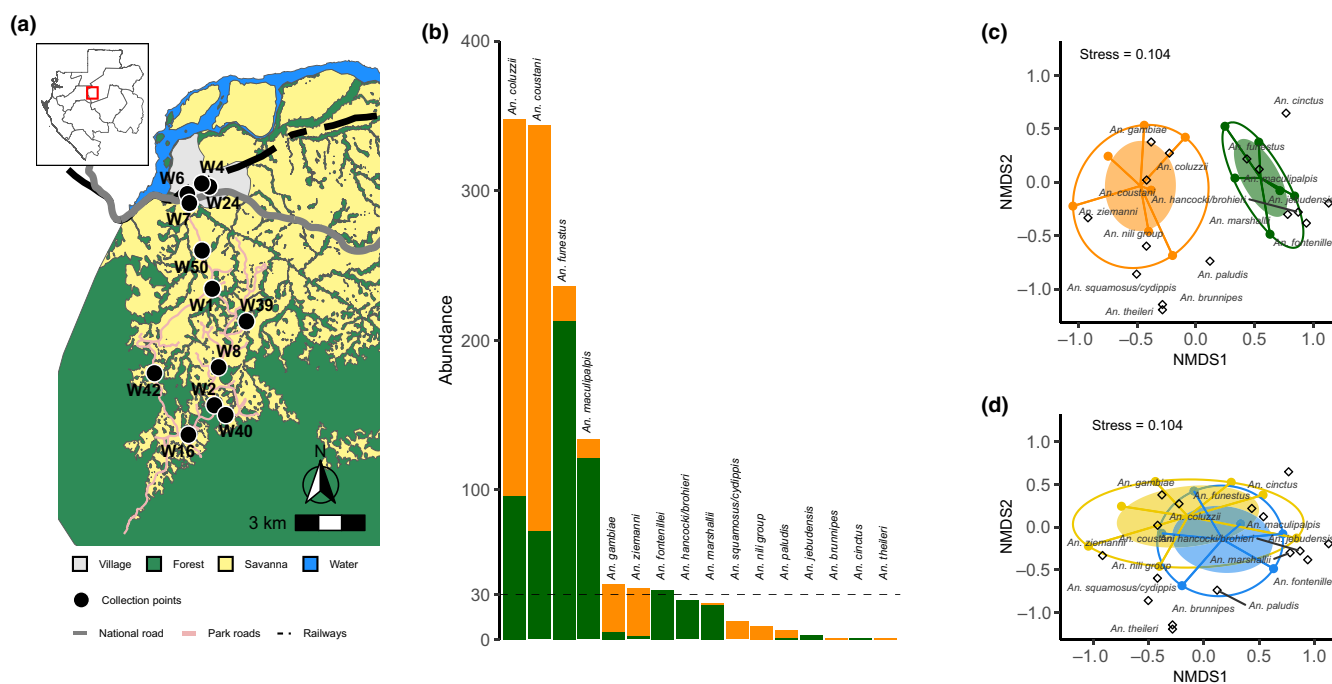 (a)
W6
W4
W24
W7
W50
W1
W39
W8
W42
W2
W40
W16
N
3 km
Village
Forest
Savanna
Water
Collection points
National road
Park roads
Railways
(b)
Abundance
400
300
200
100
30
0
An. coluzzii
An. coustani
An. funestus
An. maculipalpis
An. gambiae
An. ziemanni
An. fontenillei
An. hancocki/brohieri
An. marshallii
An. squamosus/cydippis
An. nili group
An. paludis
An. jebudensis
An. brunnipes
An. cinctus
An. theileri
(c)
Stress = 0.104
NMDS2
1.0
0.5
0.0
−0.5
−1.0
An. cinctus
An. gambiae
An. funestus
An. coluzzii
An. maculipalpis
An. coustani
An. hancocki/brohieri
An. jebudensis
An. ziemanni
An. marshallii
An. nili group
An. fontenille
An. paludis
An. squamosus/cydippis
An. brunnipes
An. theileri
−1.0
−0.5
0.0
0.5
1.0
NMDS1
(d)
Stress = 0.104
NMDS2
1.0
0.5
0.0
−0.5
−1.0
An. gambiae
An. cinctus
An. funestus
An. coluzzii
An. maculipalpis
An. coustani
An. hancocki/brohieri
An. jebudensis
An. ziemanni
An. marshallii
An. nili group
An. fontenille
An. squamosus/cydippis
An. brunnipes
An. paludis
An. theileri
−1.0
−0.5
0.0
0.5
1.0
NMDS1